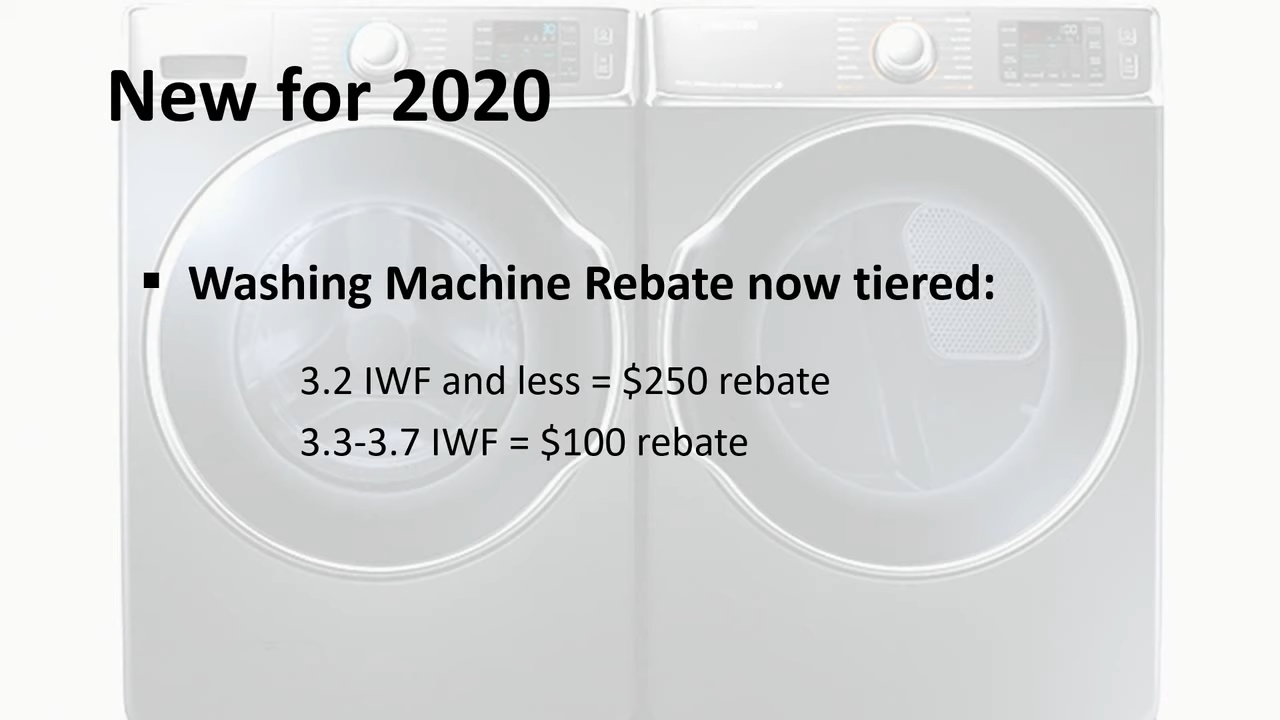 New for 2020
▪ Washing Machine Rebate now tiered:
3.2 IWF and less = $250 rebate
3.3-3.7 IWF = $100 rebate